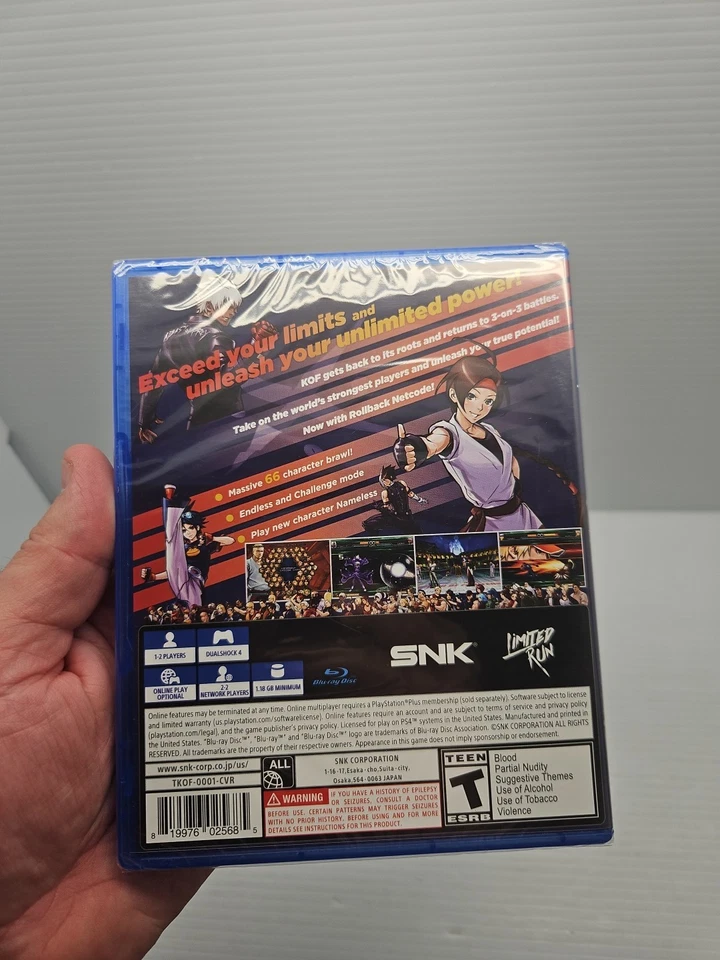 Exceed your limits and
unleash your unlimited power!
KOF gets back to its roots and returns to 3-on-3 battles.
Take on the world's strongest players and unleash your true potential!
Now with Rollback Netcode!
Massive 66 character brawl!
Endless and Challenge mode
Play new character Nameless
1-2 PLAYERS
DUALSHOCK 4
ONLINE PLAY
OPTIONAL
2-2
NETWORK PLAYERS
1.18 GB MINIMUM
Blu-ray Disc
SNK
LIMITED
RUN
Online features may be terminated at any time. Online multiplayer requires a PlayStation®Plus membership (sold separately). Software subject to license
and limited warranty (us.playstation.com/softwarelicense). Online features require an account and are subject to terms of service and privacy policy
(playstation.com/legal), and the game publisher's privacy policy. Licensed for play on PS4™ systems in the United States. Manufactured and printed in
the United States. "Blu-ray Disc™", "Blu-ray™" and "Blu-ray Disc™" logo are trademarks of Blu-ray Disc Association. ©SNK CORPORATION ALL RIGHTS
RESERVED. All trademarks are the property of their respective owners. Appearance in this game does not imply sponsorship or endorsement.
www.snk-corp.co.jp/us/
TKOF-0001-CVR
8 19976 02568 5
ALL
SNK CORPORATION
1-16-17,Esaka-cho,Suita-city,
Osaka,564-0063 JAPAN
WARNING IF YOU HAVE A HISTORY OF EPILEPSY
OR SEIZURES, CONSULT A DOCTOR
BEFORE USE. CERTAIN PATTERNS MAY TRIGGER SEIZURES
WITH NO PRIOR HISTORY. BEFORE USING AND FOR MORE
DETAILS SEE INSTRUCTIONS FOR THIS PRODUCT.
TEEN
T
ESRB
Blood
Partial Nudity
Suggestive Themes
Use of Alcohol
Use of Tobacco
Violence